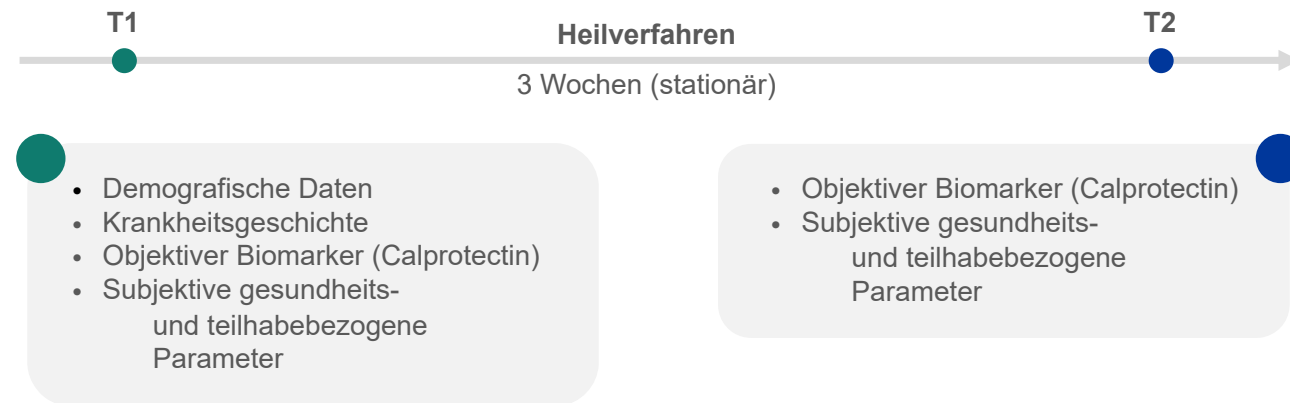 T1
Heilverfahren
T2
3 Wochen (stationär)
• Demografische Daten
• Krankheitsgeschichte
• Objektiver Biomarker (Calprotectin)
• Subjektive gesundheits-
und teilhabebezogene
Parameter
• Objektiver Biomarker (Calprotectin)
• Subjektive gesundheits-
und teilhabebezogene
Parameter